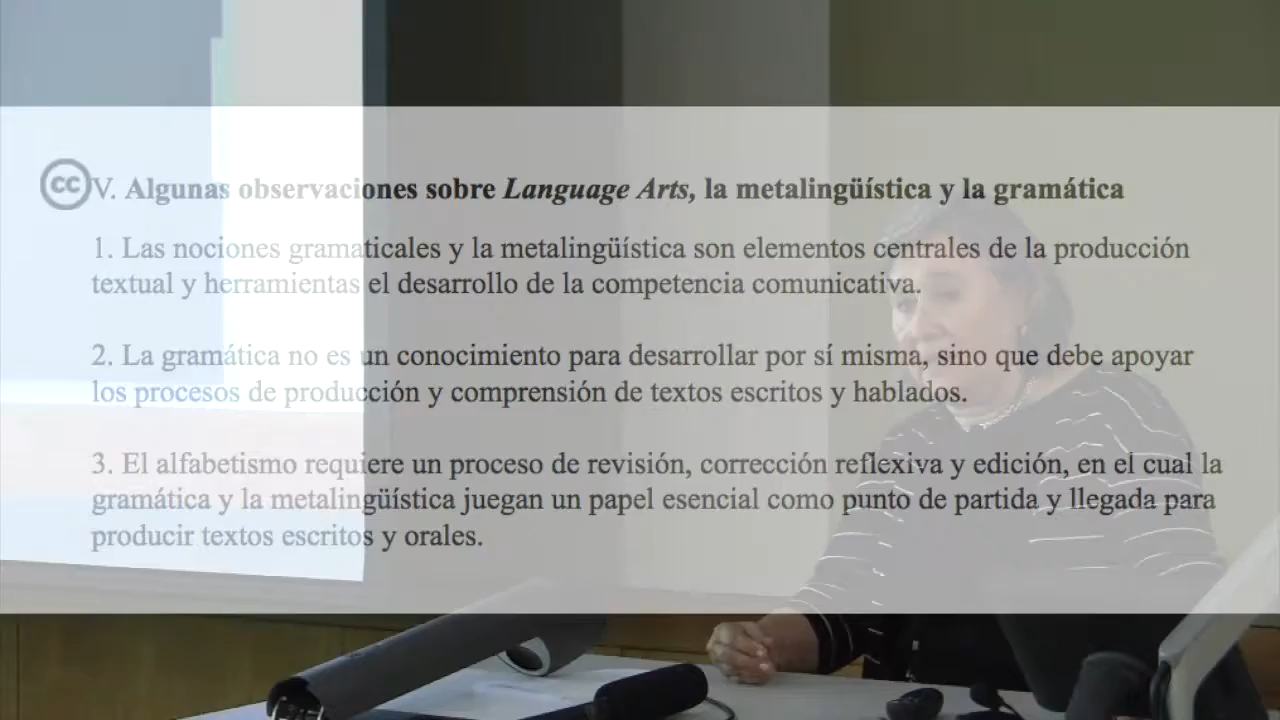 cc
V. Algunas observaciones sobre Language Arts, la metalingüística y la gramática
1. Las nociones gramaticales y la metalingüística son elementos centrales de la producción
textual y herramientas el desarrollo de la competencia comunicativa.
2. La gramática no es un conocimiento para desarrollar por sí misma, sino que debe apoyar
los procesos de producción y comprensión de textos escritos y hablados.
3. El alfabetismo requiere un proceso de revisión, corrección reflexiva y edición, en el cual la
gramática y la metalingüística juegan un papel esencial como punto de partida y llegada para
producir textos escritos y orales.